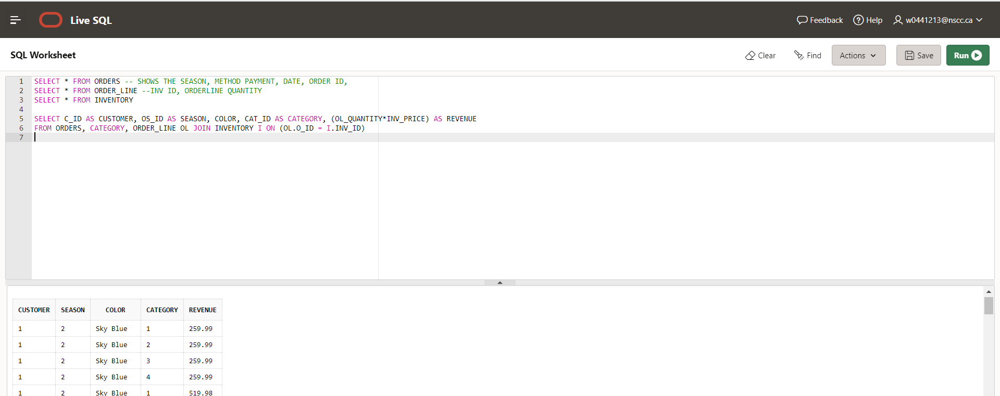 Live SQL
Feedback
Help
w0441213@nscc.ca
SQL Worksheet
Clear
Find
Actions
Save
Run
1 SELECT * FROM ORDERS -- SHOWS THE SEASON, METHOD PAYMENT, DATE, ORDER ID,
2 SELECT * FROM ORDER_LINE --INV ID, ORDERLINE QUANTITY
3 SELECT * FROM INVENTORY
4
5 SELECT C_ID AS CUSTOMER, OS_ID AS SEASON, COLOR, CAT_ID AS CATEGORY, (OL_QUANTITY*INV_PRICE) AS REVENUE
6 FROM ORDERS, CATEGORY, ORDER_LINE OL JOIN INVENTORY I ON (OL.O_ID = I.INV_ID)
7
CUSTOMER SEASON COLOR CATEGORY REVENUE
1 2 Sky Blue 1 259.99
1 2 Sky Blue 2 259.99
1 2 Sky Blue 3 259.99
1 2 Sky Blue 4 259.99
1 2 Sky Blue 1 519.98